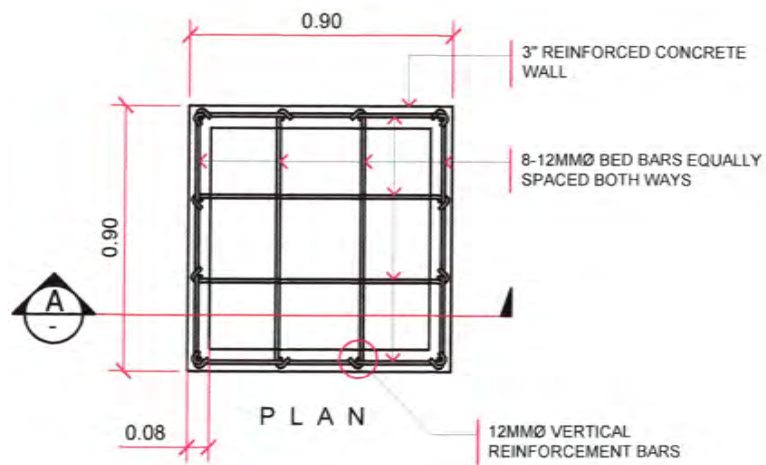 0.90
3" REINFORCED CONCRETE
WALL
8-12MMØ BED BARS EQUALLY
SPACED BOTH WAYS
0.90
A
-
PLAN
0.08
12MMØ VERTICAL
REINFORCEMENT BARS